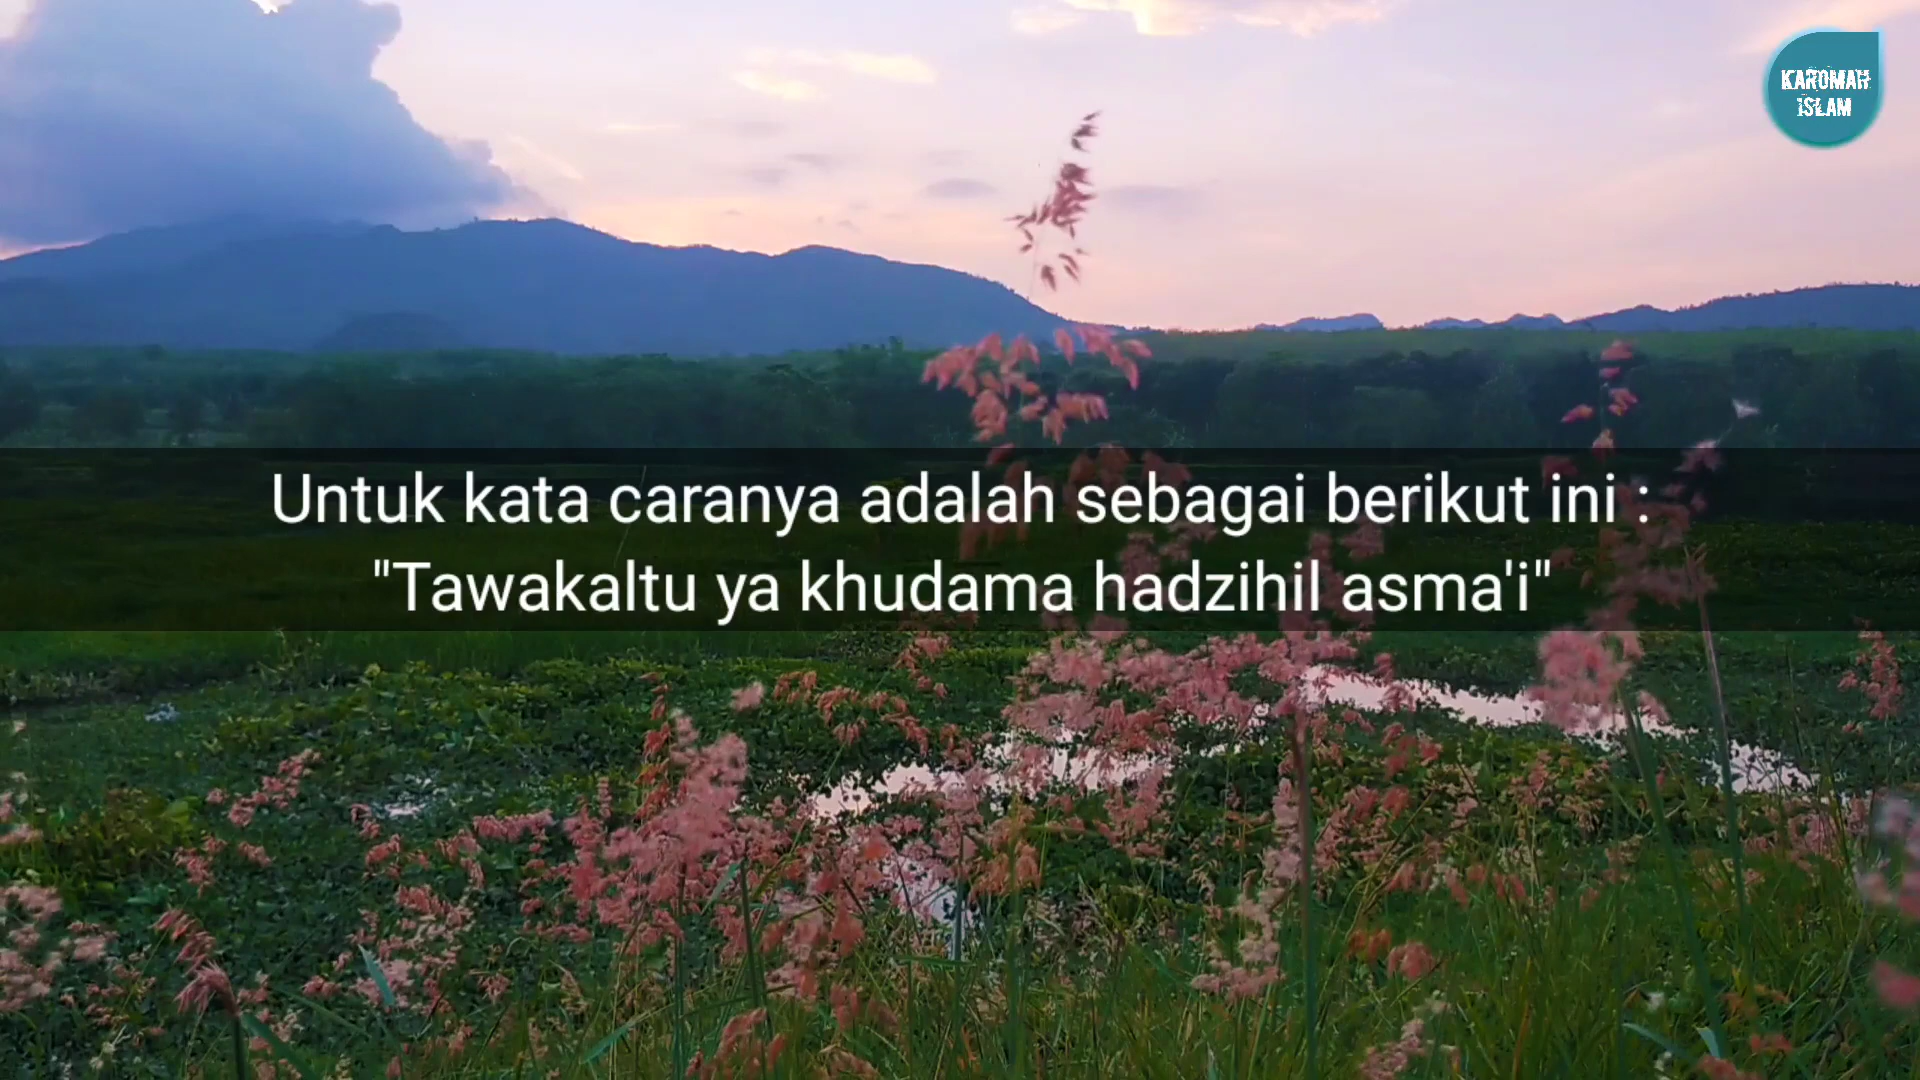 KAROMAH
ISLAM
Untuk kata caranya adalah sebagai berikut ini :
"Tawakaltu ya khudama hadzihil asma'i"